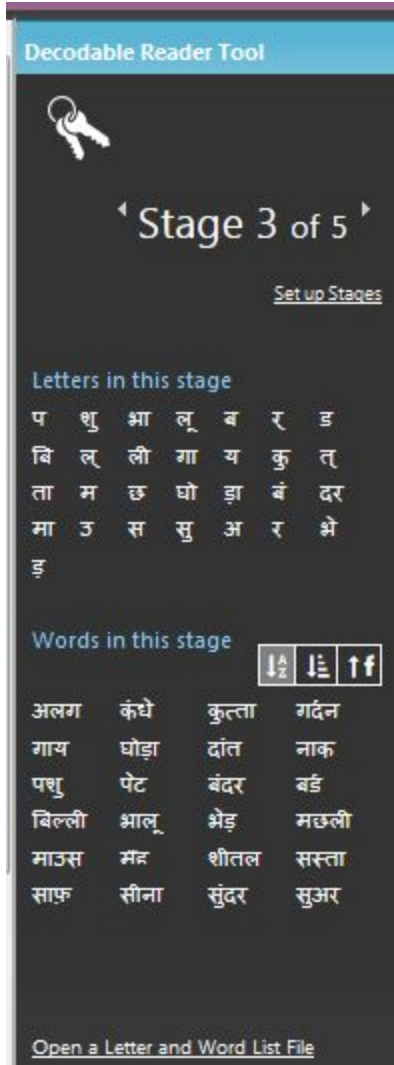 Decodable Reader Tool
Stage 3 of 5
Set up Stages
Letters in this stage
प शु भा लू ब र् ड
बि ल् ली गा य कु त्
ता म छ घो ड़ा बं दर
मा उ स सु अ र भे
ड़
Words in this stage
अलग कंधे कुत्ता गर्दन
गाय घोड़ा दांत नाक
पशु पेट बंदर बर्ड
बिल्ली भालू भेड़ मछली
माउस शीतल सस्ता
साफ़ सीना सुंदर सुअर
Open a Letter and Word List File